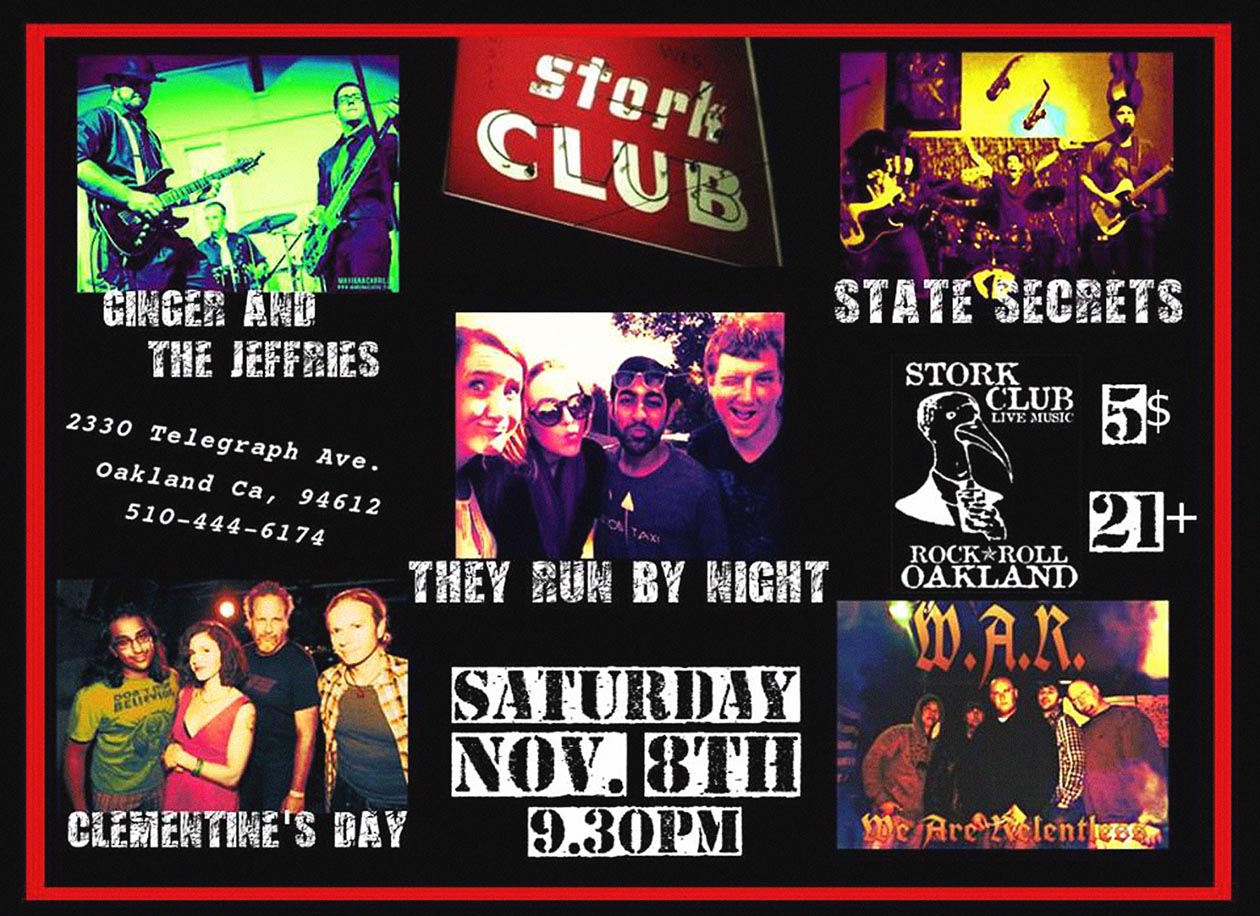 stork
CLUB
GINGER AND
THE JEFFRIES
STATE SECRETS
2330 Telegraph Ave.
Oakland Ca, 94612
510-444-6174
STORK
CLUB
LIVE MUSIC
ROCK★ROLL
OAKLAND
5$
21+
THEY RUN BY NIGHT
DON'T
BELIEVIN'
CLEMENTINE'S DAY
SATURDAY
NOV. 8TH
9.30PM
W.A.R.
We Are Relentless